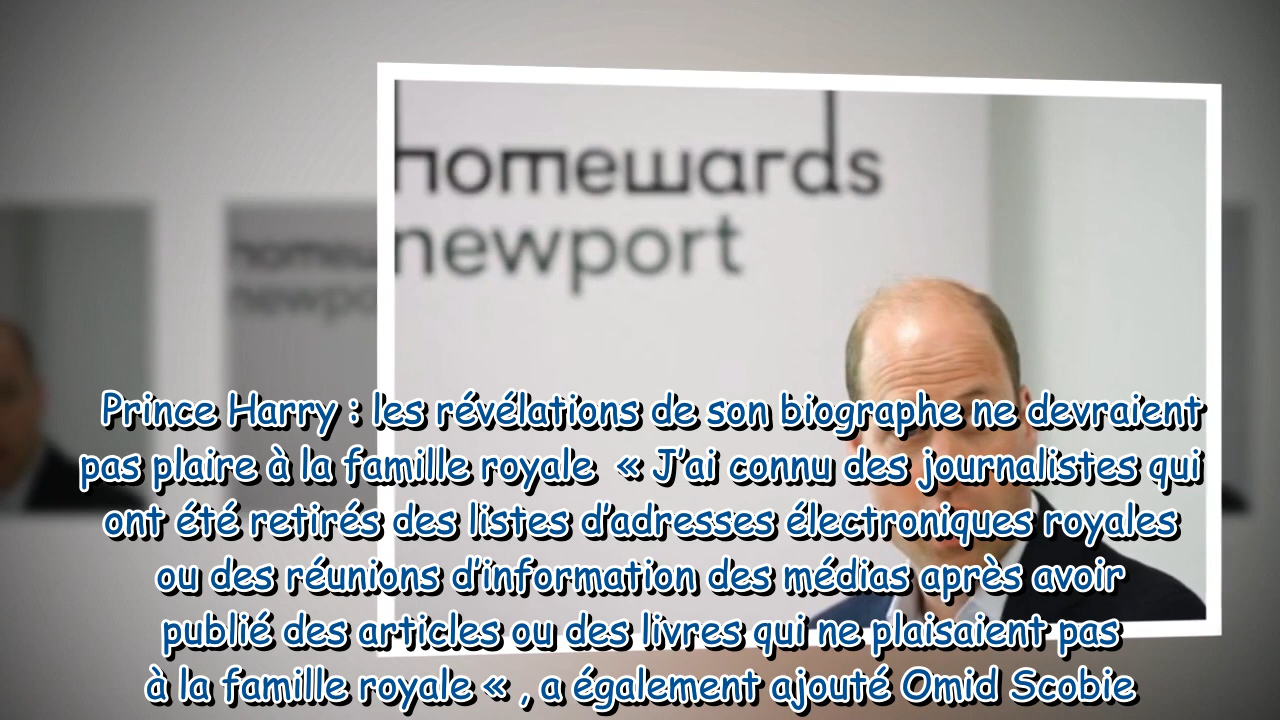 homewards
newport
homew
newpo
Prince Harry : les révélations de son biographe ne devraient
pas plaire à la famille royale « J’ai connu des journalistes qui
ont été retirés des listes d’adresses électroniques royales
ou des réunions d’information des médias après avoir
publié des articles ou des livres qui ne plaisaient pas
à la famille royale « , a également ajouté Omid Scobie